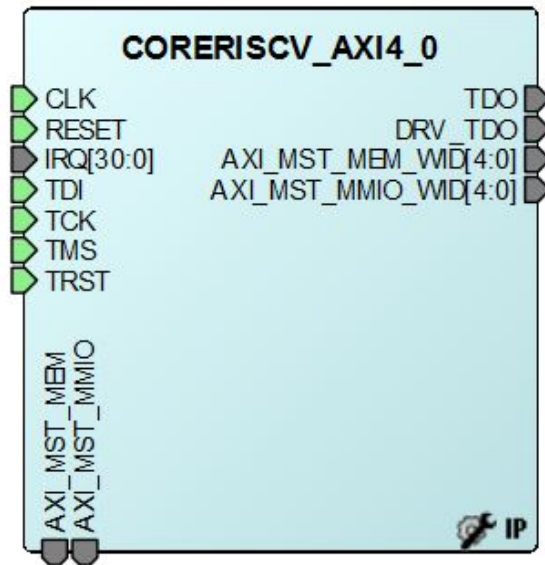 CORERISCV_AXI4_0
CLK
RESET
IRQ[30:0]
TDI
TCK
TMS
TRST
TDO
DRV_TDO
AXI_MST_MEM_WID[4:0]
AXI_MST_MMIO_WID[4:0]
AXI_MST_MEM
AXI_MST_MMIO
IP